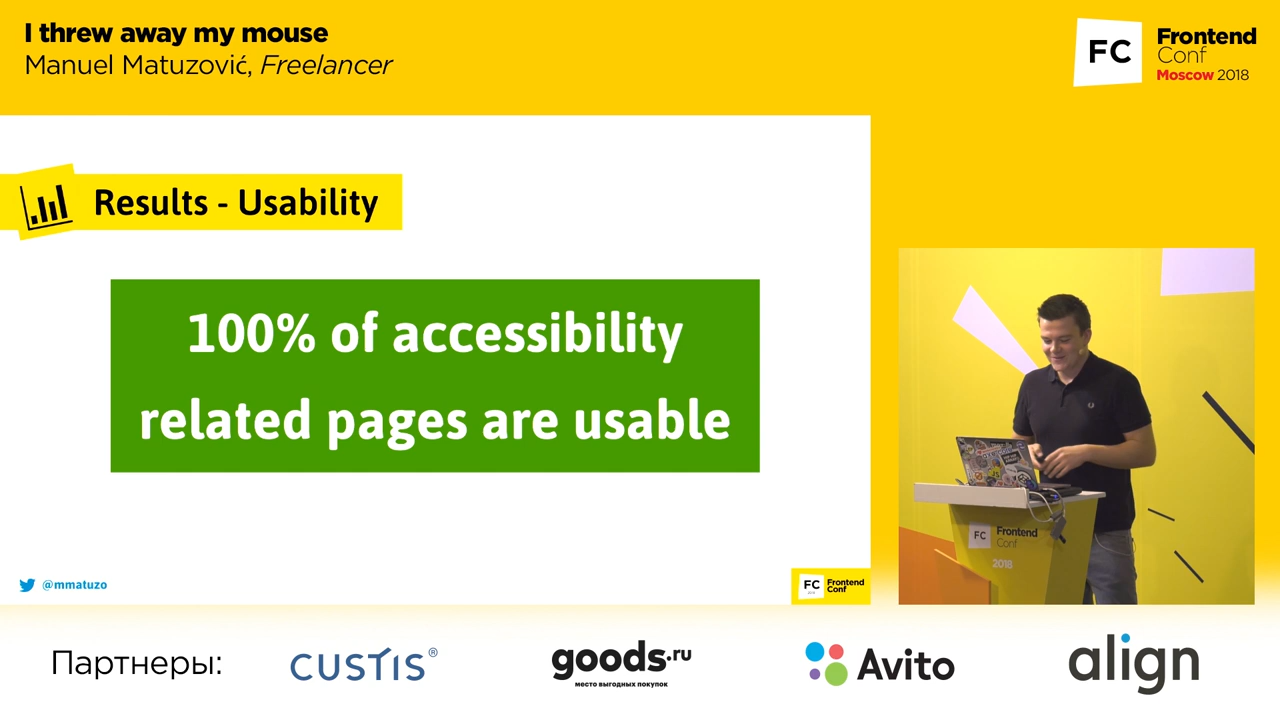 I threw away my mouse
Manuel Matuzović, Freelancer
FC
Frontend
Conf
Moscow 2018
Results - Usability
100% of accessibility
related pages are usable
@mmatuzo
FC
Frontend
Conf
FC
Frontend
Conf
2018
Партнеры:
CUSTIS®
goods.ru
место выгодных покупок
Avito
align